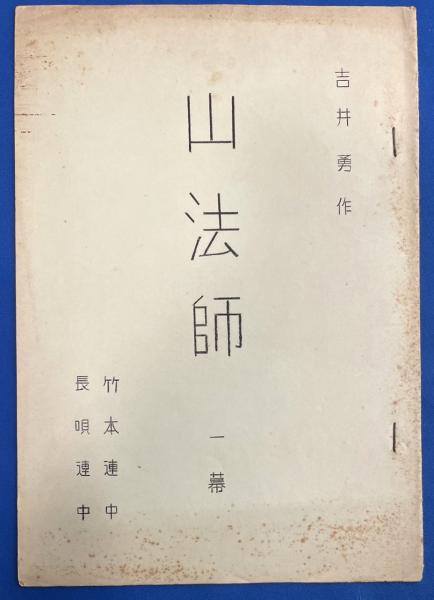 吉井勇作
山法師
一幕
竹本連中
長唄連中